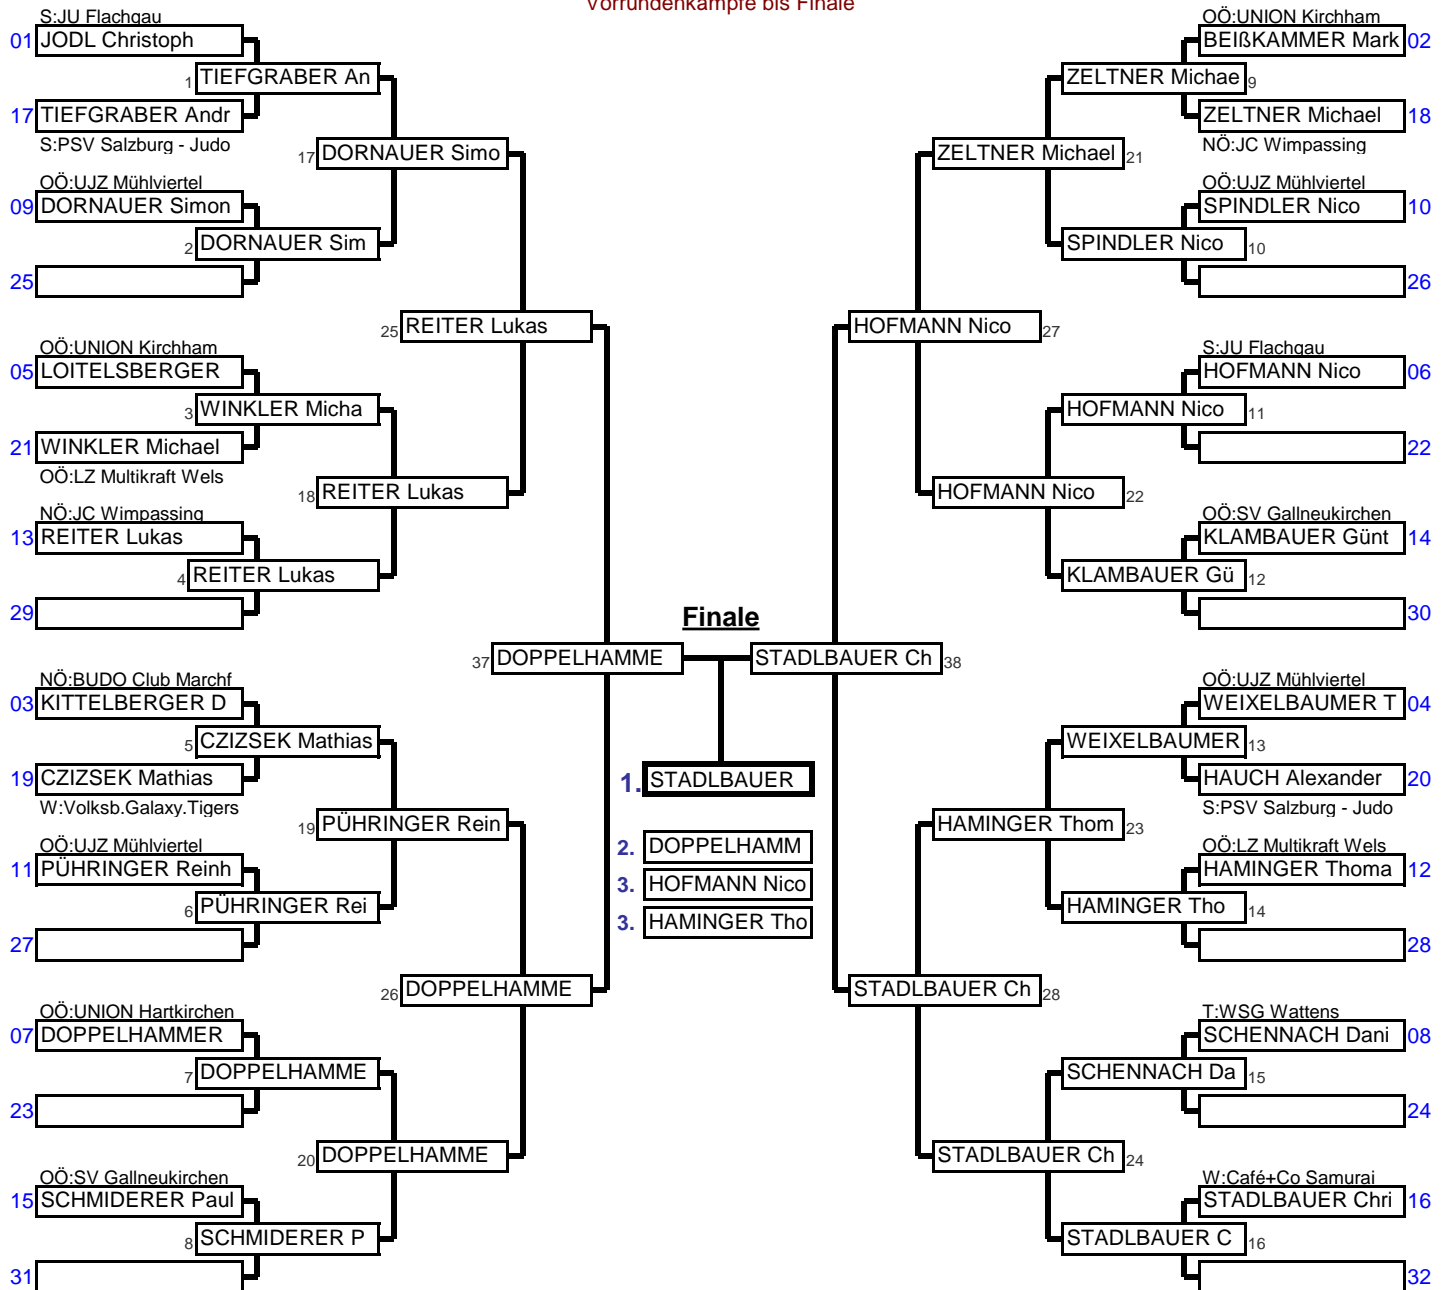 Vorrundenkämpfe bis Finale
S:JU Flachgau
01 JODL Christoph
1 TIEFGRABER An
17 TIEFGRABER Andr
S:PSV Salzburg - Judo
17 DORNAUER Simo
OÖ:UJZ Mühlviertel
09 DORNAUER Simon
2 DORNAUER Sim
25
25 REITER Lukas
OÖ:UNION Kirchham
05 LOITELSBERGER
3 WINKLER Micha
21 WINKLER Michael
OÖ:LZ Multikraft Wels
18 REITER Lukas
NÖ:JC Wimpassing
13 REITER Lukas
4 REITER Lukas
29
37 DOPPELHAMME
NÖ:BUDO Club Marchf
03 KITTELBERGER D
5 CZIZSEK Mathias
19 CZIZSEK Mathias
W:Volksb.Galaxy.Tigers
19 PÜHRINGER Rein
OÖ:UJZ Mühlviertel
11 PÜHRINGER Reinh
6 PÜHRINGER Rei
27
26 DOPPELHAMME
OÖ:UNION Hartkirchen
07 DOPPELHAMMER
7 DOPPELHAMME
23
20 DOPPELHAMME
OÖ:SV Gallneukirchen
15 SCHMIDERER Paul
8 SCHMIDERER P
31
Finale
1. STADLBAUER
2. DOPPELHAMM
3. HOFMANN Nico
3. HAMINGER Tho
OÖ:UNION Kirchham
BEIßKAMMER Mark 02
ZELTNER Michae 9
ZELTNER Michael 18
NÖ:JC Wimpassing
ZELTNER Michael 21
OÖ:UJZ Mühlviertel
SPINDLER Nico 10
SPINDLER Nico 10
26
HOFMANN Nico 27
S:JU Flachgau
HOFMANN Nico 06
HOFMANN Nico 11
22
HOFMANN Nico 22
OÖ:SV Gallneukirchen
KLAMBAUER Günt 14
KLAMBAUER Gü 12
30
STADLBAUER Ch 38
OÖ:UJZ Mühlviertel
WEIXELBAUMER T 04
WEIXELBAUMER 13
HAUCH Alexander 20
S:PSV Salzburg - Judo
HAMINGER Thom 23
OÖ:LZ Multikraft Wels
HAMINGER Thoma 12
HAMINGER Tho 14
28
STADLBAUER Ch 28
T:WSG Wattens
SCHENNACH Dani 08
SCHENNACH Da 15
24
STADLBAUER Ch 24
W:Café+Co Samurai
STADLBAUER Chri 16
STADLBAUER C 16
32